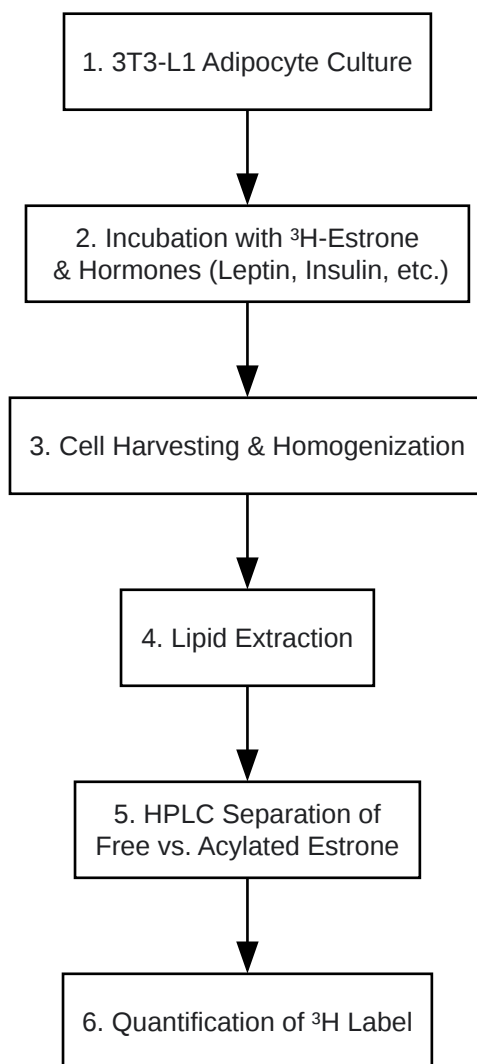 1. 3T3-L1 Adipocyte Culture
2. Incubation with ³H-Estrone
& Hormones (Leptin, Insulin, etc.)
3. Cell Harvesting & Homogenization
4. Lipid Extraction
5. HPLC Separation of
Free vs. Acylated Estrone
6. Quantification of ³H Label